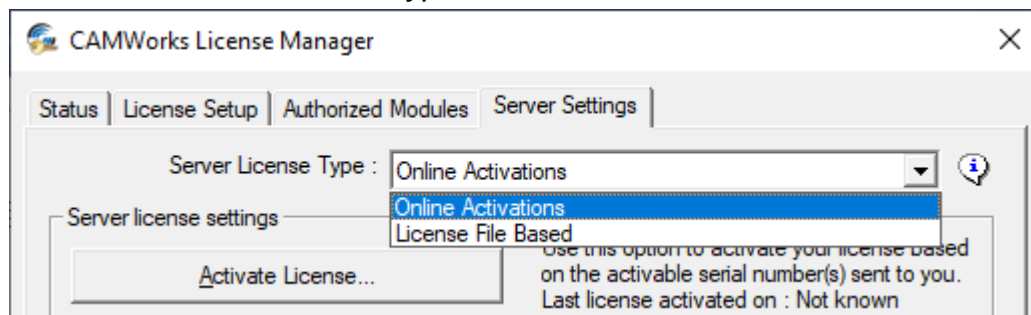 CAMWorks License Manager
Status License Setup Authorized Modules Server Settings
Server License Type : Online Activations
Online Activations
License File Based
Server license settings
Activate License...
Use this option to activate your license based
on the activable serial number(s) sent to you.
Last license activated on : Not known